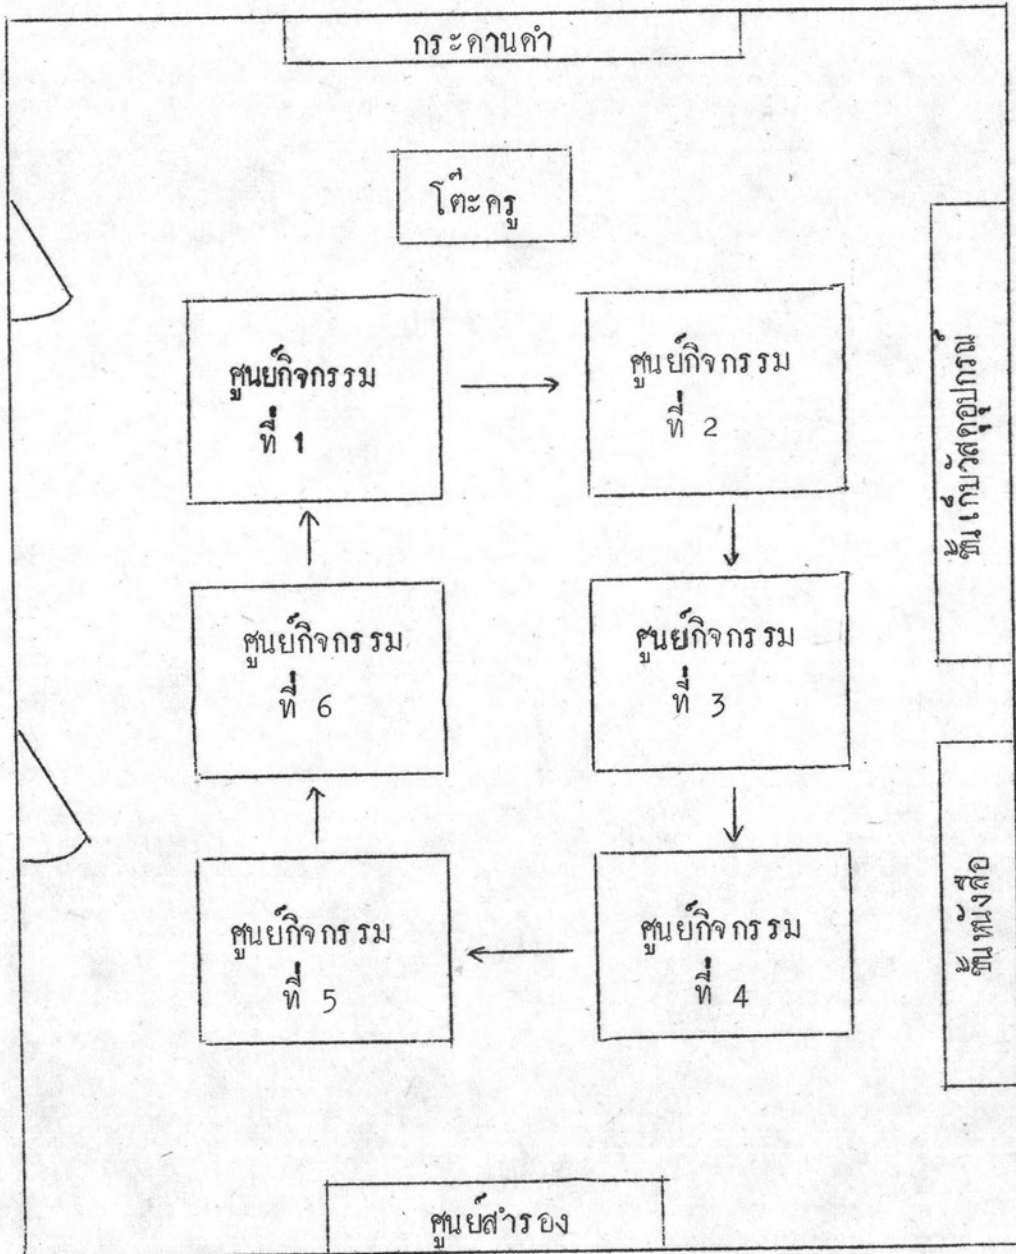 กระดานดำ
โต๊ะครู
ศูนย์กิจกรรม
ที่ 1
ศูนย์กิจกรรม
ที่ 2
ชั้นเก็บวัสดุอุปกรณ์
ศูนย์กิจกรรม
ที่ 6
ศูนย์กิจกรรม
ที่ 3
ศูนย์กิจกรรม
ที่ 5
ศูนย์กิจกรรม
ที่ 4
ชั้นหนังสือ
ศูนย์สำรอง